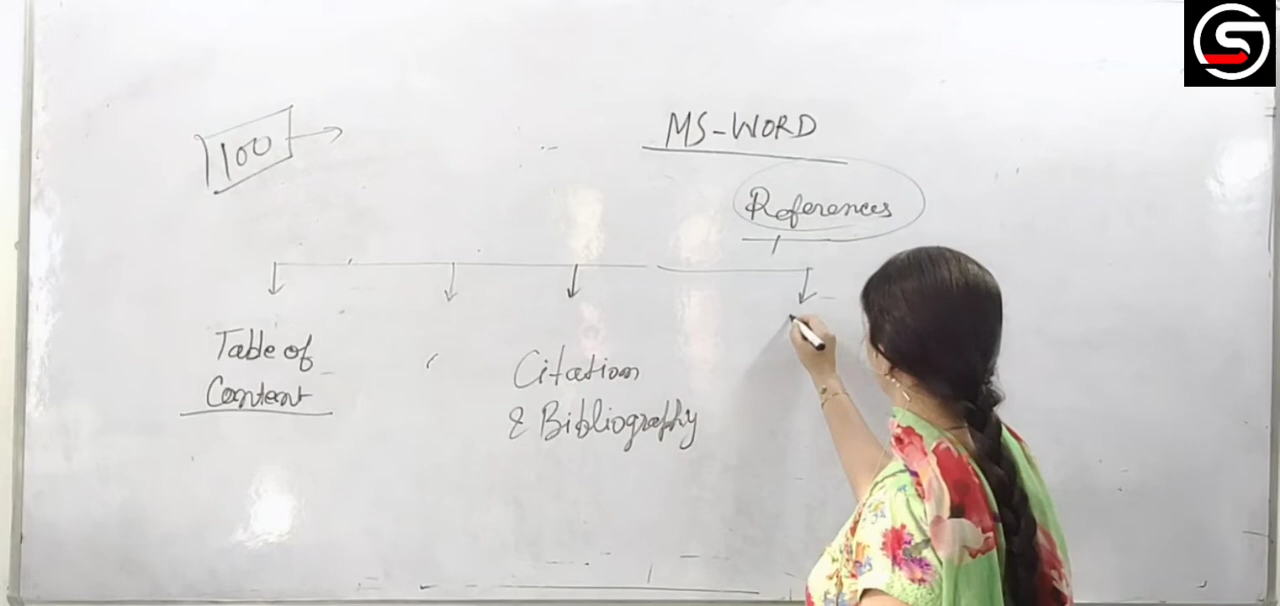 100
MS-WORD
References
Table of
Content
Citation
& Bibliography